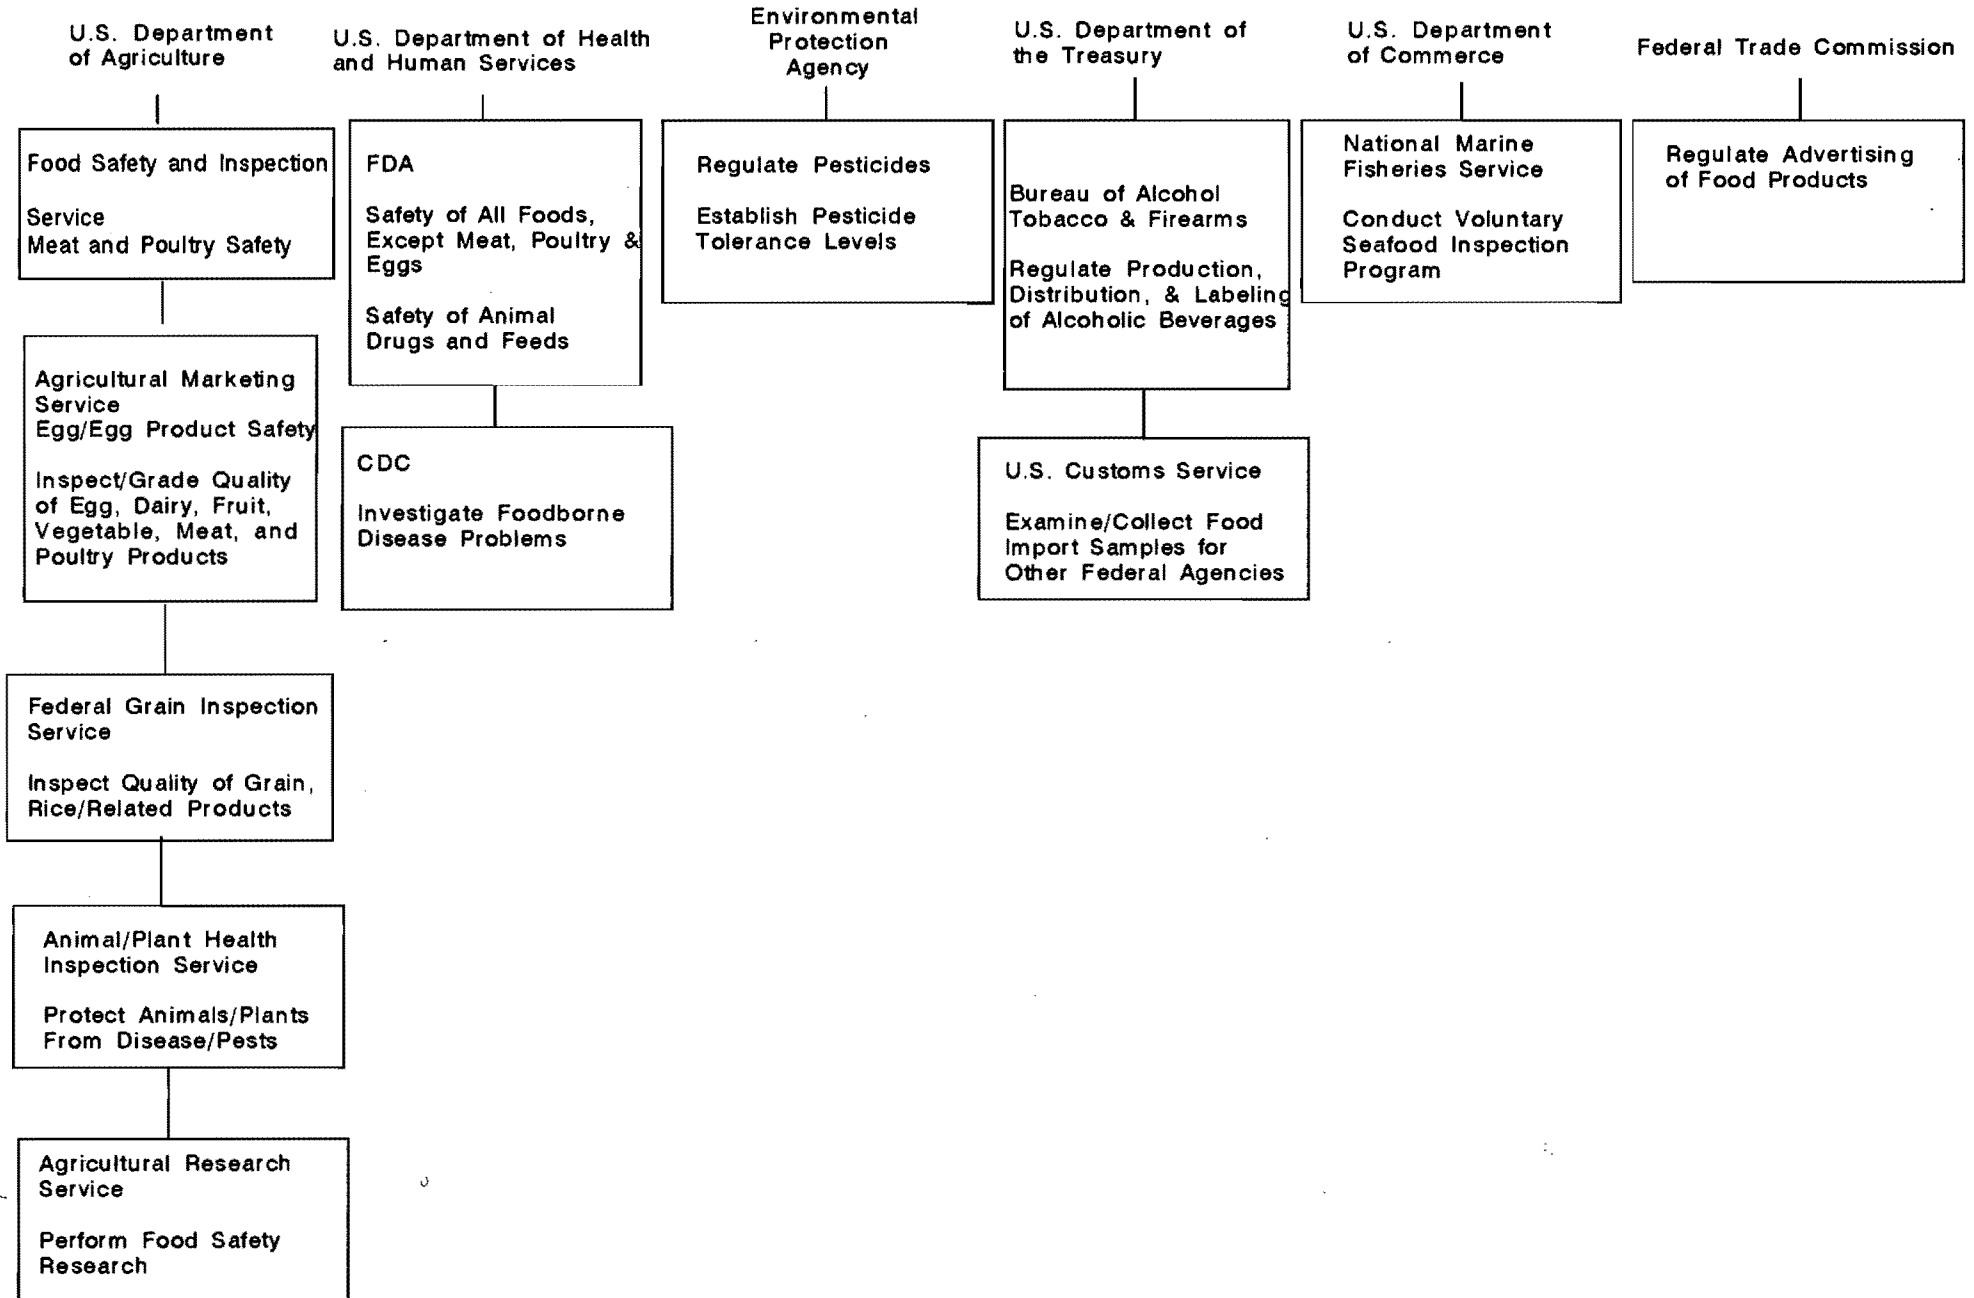 U.S. Department
of Agriculture
Food Safety and Inspection
Service
Meat and Poultry Safety
Agricultural Marketing
Service
Egg/Egg Product Safety
Inspect/Grade Quality
of Egg, Dairy, Fruit,
Vegetable, Meat, and
Poultry Products
Federal Grain Inspection
Service
Inspect Quality of Grain,
Rice/Related Products
Animal/Plant Health
Inspection Service
Protect Animals/Plants
From Disease/Pests
Agricultural Research
Service
Perform Food Safety
Research
U.S. Department of Health
and Human Services
FDA
Safety of All Foods,
Except Meat, Poultry &
Eggs
Safety of Animal
Drugs and Feeds
CDC
Investigate Foodborne
Disease Problems
Environmental
Protection
Agency
Regulate Pesticides
Establish Pesticide
Tolerance Levels
U.S. Department of
the Treasury
Bureau of Alcohol
Tobacco & Firearms
Regulate Production,
Distribution, & Labeling
of Alcoholic Beverages
U.S. Customs Service
Examine/Collect Food
Import Samples for
Other Federal Agencies
U.S. Department
of Commerce
National Marine
Fisheries Service
Conduct Voluntary
Seafood Inspection
Program
Federal Trade Commission
Regulate Advertising
of Food Products